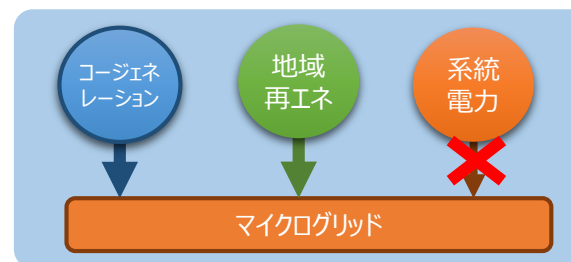 コージェネ
レーション
地域
再エネ
系統
電力
マイクログリッド